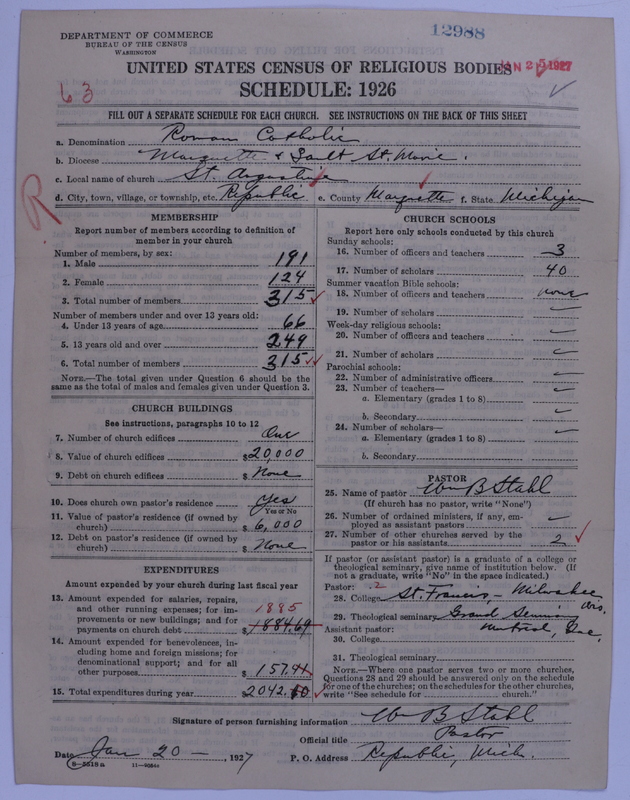 DEPARTMENT OF COMMERCE
BUREAU OF THE CENSUS
WASHINGTON
12988
UNITED STATES CENSUS OF RELIGIOUS BODIES
JAN 25 1927
SCHEDULE: 1926
63
FILL OUT A SEPARATE SCHEDULE FOR EACH CHURCH. SEE INSTRUCTIONS ON THE BACK OF THIS SHEET
a. Denomination Roman Catholic
b. Diocese Marquette & Sault St. Marie.
c. Local name of church St. Augustine
d. City, town, village, or township, etc. Republic e. County Marquette f. State Michigan
R
MEMBERSHIP
Report number of members according to definition of member in your church
Number of members, by sex:
1. Male 191
2. Female 124
3. Total number of members 315
Number of members under and over 13 years old:
4. Under 13 years of age 66
5. 13 years old and over 249
6. Total number of members 315
NOTE.—The total given under Question 6 should be the
same as the total of males and females given under Question 3.
CHURCH BUILDINGS
See instructions, paragraphs 10 to 12
7. Number of church edifices One
8. Value of church edifices $20,000
9. Debt on church edifices $ None
10. Does church own pastor's residence Yes
Yes or No
11. Value of pastor's residence (if owned by
church) $ 6,000
12. Debt on pastor's residence (if owned by
church) $ None
EXPENDITURES
Amount expended by your church during last fiscal year
13. Amount expended for salaries, repairs,
and other running expenses; for im-
provements or new buildings; and for
payments on church debt 1885
$ 1884.69
14. Amount expended for benevolences, in-
cluding home and foreign missions; for
denominational support; and for all
other purposes $ 157.41
15. Total expenditures during year $ 2042.10
CHURCH SCHOOLS
Report here only schools conducted by this church
Sunday schools:
16. Number of officers and teachers 3
17. Number of scholars 40
Summer vacation Bible schools:
18. Number of officers and teachers none
19. Number of scholars
Week-day religious schools:
20. Number of officers and teachers
21. Number of scholars
Parochial schools:
22. Number of administrative officers
23. Number of teachers—
a. Elementary (grades 1 to 8)
b. Secondary
24. Number of scholars—
a. Elementary (grades 1 to 8)
b. Secondary
PASTOR
25. Name of pastor Wm B Stahl
(If church has no pastor, write "None")
26. Number of ordained ministers, if any, em-
ployed as assistant pastors
27. Number of other churches served by the
pastor or his assistants 2
If pastor (or assistant pastor) is a graduate of a college or
theological seminary, give name of institution below. (If
not a graduate, write "No" in the space indicated.)
Pastor: 2
28. College St. Francis - Milwaukee Wis.
29. Theological seminary Grand Seminary
Assistant pastor: Montreal, Que.
30. College
31. Theological seminary
NOTE.—Where one pastor serves two or more churches,
Questions 28 and 29 should be answered only on the schedule
for one of the churches; on the schedules for the other churches,
write "See schedule for church."
Signature of person furnishing information Wm B Stahl
Official title Pastor
Date Jan 20 - , 1927 P. O. Address Republic, Mich.
8-3518a 11-9664